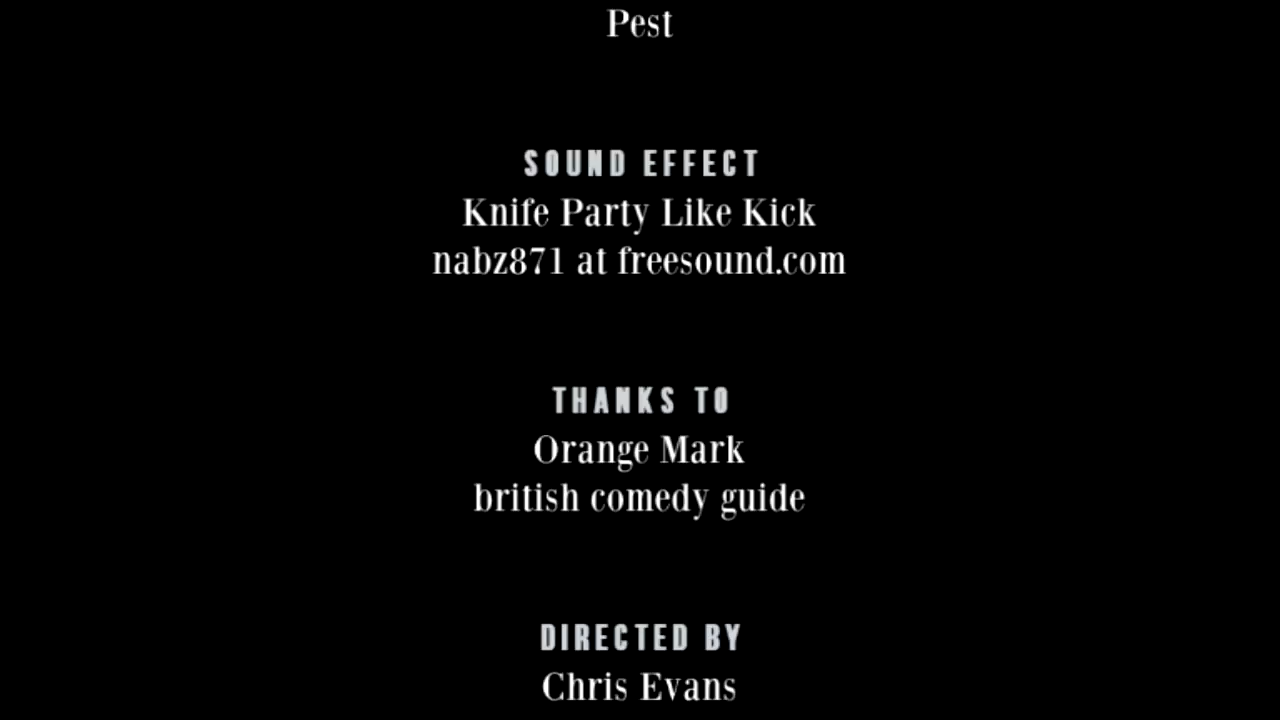 Pest
SOUND EFFECT
Knife Party Like Kick
nabz871 at freesound.com
THANKS TO
Orange Mark
british comedy guide
DIRECTED BY
Chris Evans